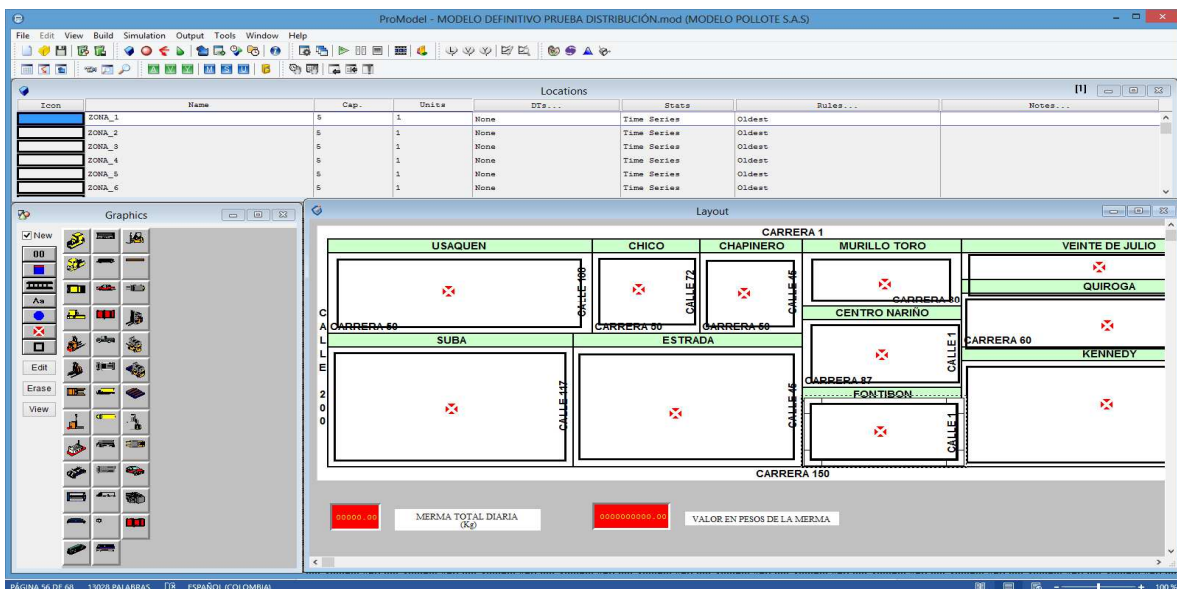 ProModel - MODELO DEFINITIVO PRUEBA DISTRIBUCIÓN.mod (MODELO POLLOTE S.A.S)
File Edit View Build Simulation Output Tools Window Help
Locations
[1]
Icon Name Cap. Units DTs... Stats Rules... Notes...
ZONA_1 5 1 None Time Series Oldest
ZONA_2 5 1 None Time Series Oldest
ZONA_3 5 1 None Time Series Oldest
ZONA_4 5 1 None Time Series Oldest
ZONA_5 5 1 None Time Series Oldest
ZONA_6 5 1 None Time Series Oldest
Graphics
New
00
Aa
Edit
Erase
View
Layout
CARRERA 1
USAQUEN CHICO CHAPINERO MURILLO TORO VEINTE DE JULIO
CALLE 100
CALLE 72
CALLE 45
QUIROGA
CARRERA 30
CENTRO NARIÑO
CARRERA 50 CARRERA 50 CARRERA 50
CALLE 200
SUBA ESTRADA
CALLE 1
CARRERA 60
KENNEDY
CARRERA 87
FONTIBON
CALLE 117
CALLE 45
CALLE 1
CARRERA 150
00000.00 MERMA TOTAL DIARIA
(Kg)
0000000000.00 VALOR EN PESOS DE LA MERMA
PÁGINA 56 DE 68 13028 PALABRAS ESPAÑOL (COLOMBIA) 100 %